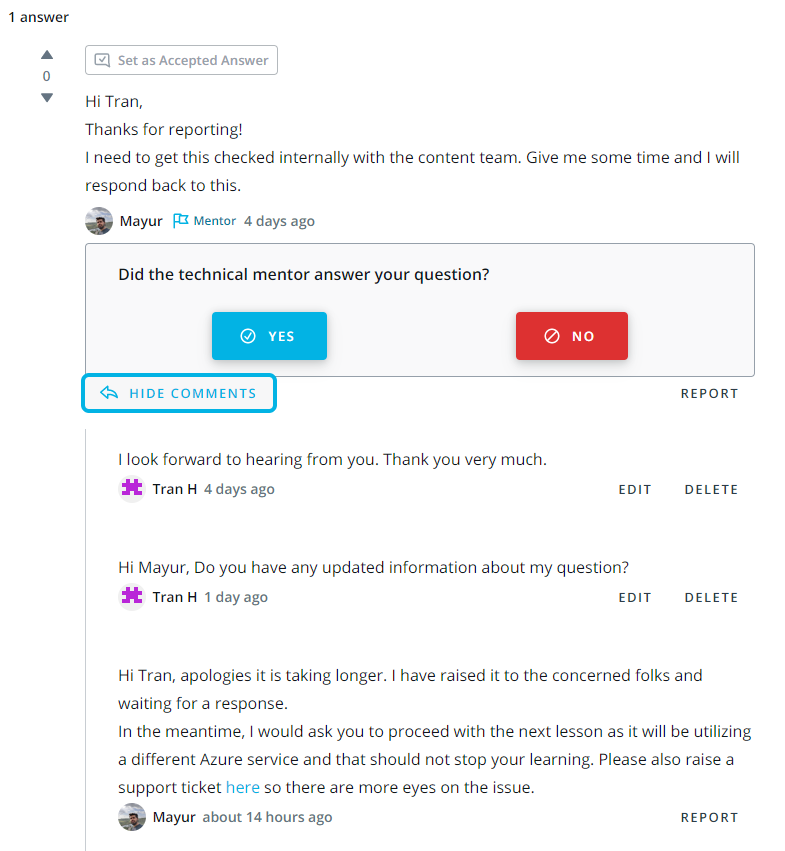 1 answer
0
Set as Accepted Answer
Hi Tran,
Thanks for reporting!
I need to get this checked internally with the content team. Give me some time and I will
respond back to this.
Mayur Mentor 4 days ago
Did the technical mentor answer your question?
YES NO
HIDE COMMENTS REPORT
I look forward to hearing from you. Thank you very much.
Tran H 4 days ago EDIT DELETE
Hi Mayur, Do you have any updated information about my question?
Tran H 1 day ago EDIT DELETE
Hi Tran, apologies it is taking longer. I have raised it to the concerned folks and
waiting for a response.
In the meantime, I would ask you to proceed with the next lesson as it will be utilizing
a different Azure service and that should not stop your learning. Please also raise a
support ticket here so there are more eyes on the issue.
Mayur about 14 hours ago REPORT